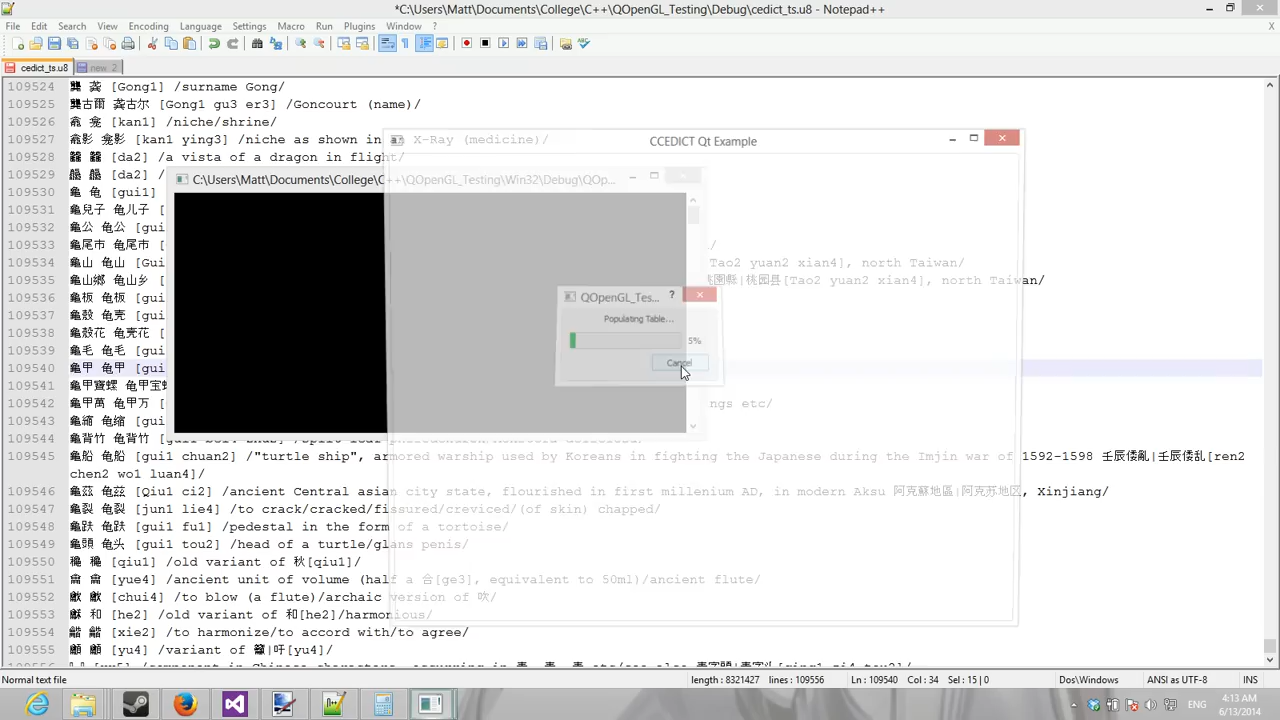 *C:\Users\Matt\Documents\College\C++\QOpenGL_Testing\Debug\cedict_ts.u8 - Notepad++
File Edit Search View Encoding Language Settings Macro Run Plugins Window ?
X
cedict_ts.u8 new 2
109524 龔 龚 [Gong1] /surname Gong/
109525 龔古爾 龚古尔 [Gong1 gu3 er3] /Goncourt (name)/
109526 龕 龛 [kan1] /niche/shrine/
109527 龕影 龛影 [kan1 ying3] /niche as shown in X-Ray (medicine)/
CCEDICT Qt Example
109528 龘 龘 [da2] /a vista of a dragon in flight/
109529 [da2] /
C:\Users\Matt\Documents\College\C++\QOpenGL_Testing\Win32\Debug\QOp...
109530 龜 龟 [gui1]
109531 龜兒子 龟儿子 [g
109532 龜公 龟公 [gui
109533 龜尾市 龟尾市 [
109534 龜山 龟山 [Gui
Tao2 yuan2 xian4], north Taiwan/
109535 龜山鄉 龟山乡 [
桃園縣|桃园县[Tao2 yuan2 xian4], north Taiwan/
109536 龜板 龟板 [gui
QOpenGL_Tes... ?
109537 龜殼 龟壳 [gui
Populating Table...
109538 龜殼花 龟壳花 [
5%
109539 龜毛 龟毛 [gui
Cancel
109540 龜甲 龟甲 [gui
109541 龜甲寶螺 龟甲宝螺
109542 龜甲萬 龟甲万 [
ngs etc/
109543 龜縮 龟缩 [gui
109544 龜背竹 龟背竹
109545 龜船 龟船 [gui1 chuan2] /"turtle ship", armored warship used by Koreans in fighting the Japanese during the Imjin war of 1592-1598 壬辰倭亂|壬辰倭乱[ren2
chen2 wo1 luan4]/
109546 龜茲 龟兹 [Qiu1 ci2] /ancient Central asian city state, flourished in first millenium AD, in modern Aksu 阿克蘇地區|阿克苏地区, Xinjiang/
109547 龜裂 龟裂 [jun1 lie4] /to crack/cracked/fissured/creviced/(of skin) chapped/
109548 龜趺 龟趺 [gui1 fu1] /pedestal in the form of a tortoise/
109549 龜頭 龟头 [gui1 tou2] /head of a turtle/glans penis/
109550 龝 龝 [qiu1] /old variant of 秋[qiu1]/
109551 龠 龠 [yue4] /ancient unit of volume (half a 合[ge3], equivalent to 50ml)/ancient flute/
109552 龡 龡 [chui4] /to blow (a flute)/archaic version of 吹/
109553 龢 和 [he2] /old variant of 和[he2]/harmonious/
109554 龤 龤 [xie2] /to harmonize/to accord with/to agree/
109555 龥 龥 [yu4] /variant of 籲|吁[yu4]/
109556 [yu5] /component in Chinese characters, occurring in
Normal text file length : 8321427 lines : 109556 Ln : 109540 Col : 34 Sel : 15 | 0 Dos\Windows ANSI as UTF-8 INS
ENG
4:13 AM
6/13/2014